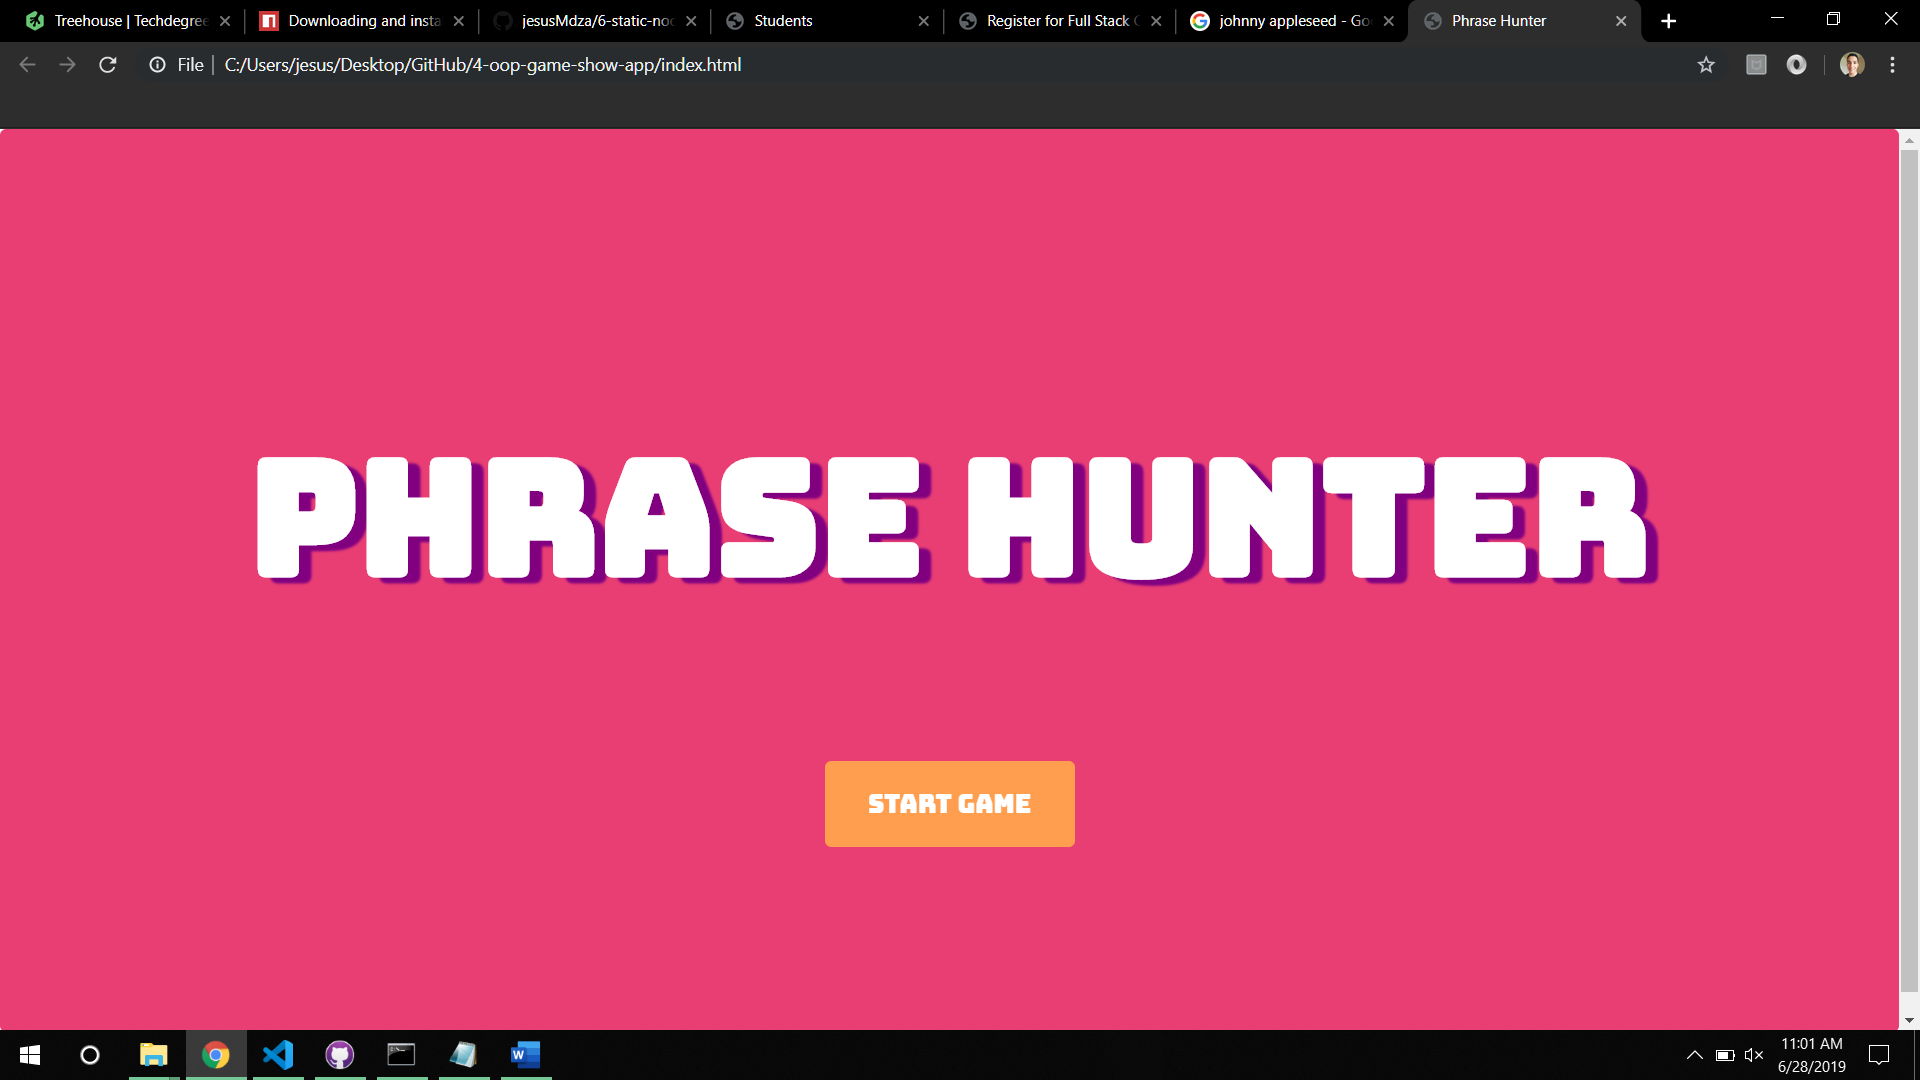 Treehouse | Techdegree
Downloading and insta
jesusMdza/6-static-noc
Students
Register for Full Stack C
johnny appleseed - Go
Phrase Hunter
File
C:/Users/jesus/Desktop/GitHub/4-oop-game-show-app/index.html
PHRASE HUNTER
START GAME
11:01 AM
6/28/2019